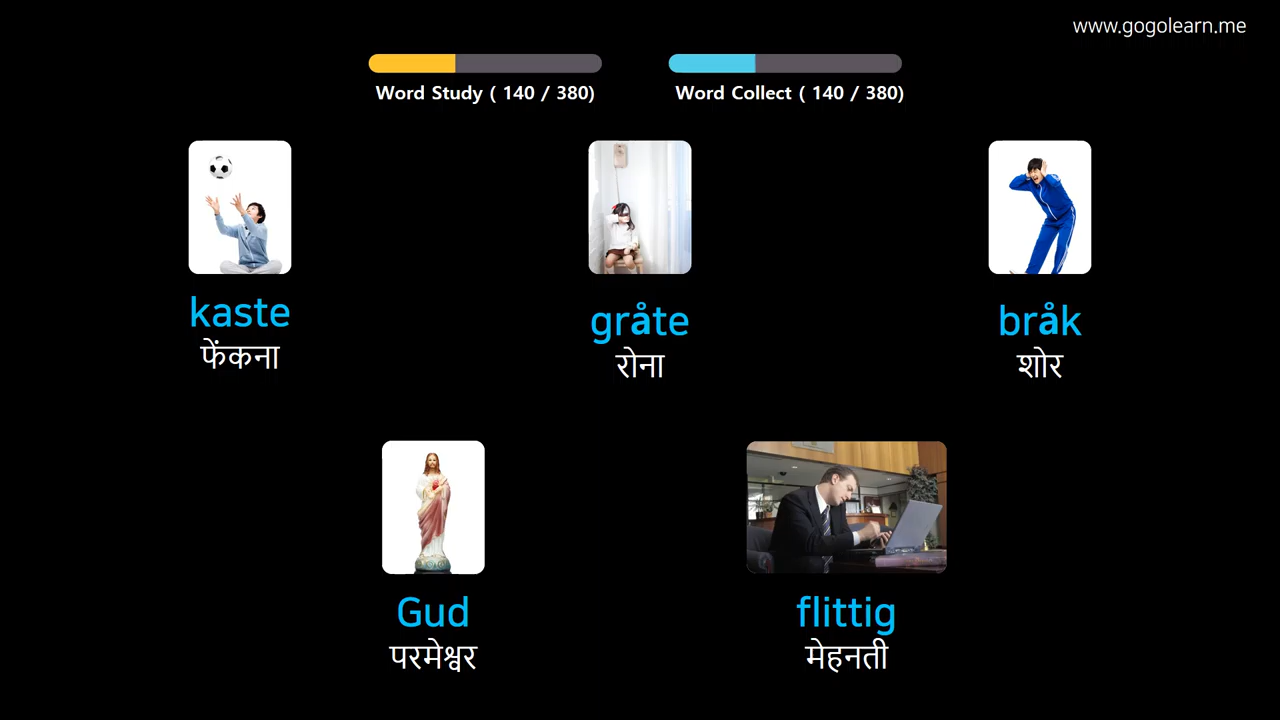 www.gogolearn.me
Word Study ( 140 / 380)
Word Collect ( 140 / 380)
kaste
फेंकना
gråte
रोना
bråk
शोर
Gud
परमेश्वर
flittig
मेहनती